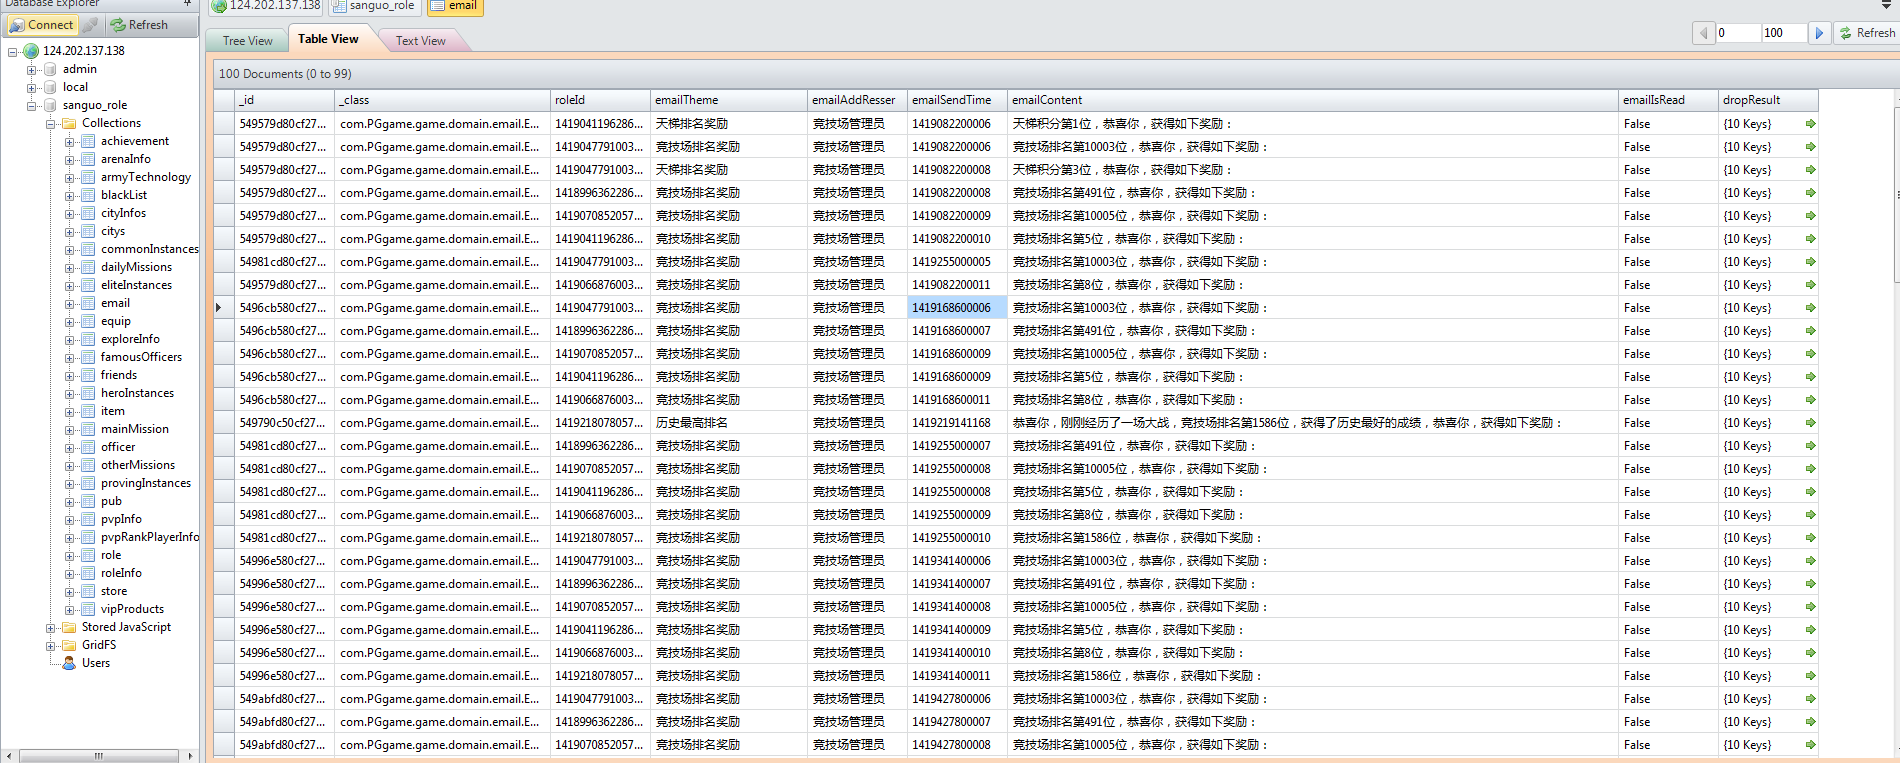 Database Explorer
Connect Refresh
124.202.137.138
admin
local
sanguo_role
Collections
achievement
arenaInfo
armyTechnology
blackList
cityInfos
citys
commonInstances
dailyMissions
eliteInstances
email
equip
exploreInfo
famousOfficers
friends
heroInstances
item
mainMission
officer
otherMissions
provingInstances
pub
pvpInfo
pvpRankPlayerInfo
role
roleInfo
store
vipProducts
Stored JavaScript
GridFS
Users
124.202.137.138 sanguo_role email
Tree View Table View Text View 0 100 Refresh
100 Documents (0 to 99)
_id _class roleId emailTheme emailAddResser emailSendTime emailContent emailIsRead dropResult
549579d80cf27... com.PGgame.game.domain.email.E... 1419041196286... 天梯排名奖励 竞技场管理员 1419082200006 天梯积分第1位，恭喜你，获得如下奖励： False {10 Keys}
549579d80cf27... com.PGgame.game.domain.email.E... 1419047791003... 竞技场排名奖励 竞技场管理员 1419082200006 竞技场排名第10003位，恭喜你，获得如下奖励： False {10 Keys}
549579d80cf27... com.PGgame.game.domain.email.E... 1419047791003... 天梯排名奖励 竞技场管理员 1419082200008 天梯积分第3位，恭喜你，获得如下奖励： False {10 Keys}
549579d80cf27... com.PGgame.game.domain.email.E... 1418996362286... 竞技场排名奖励 竞技场管理员 1419082200008 竞技场排名第491位，恭喜你，获得如下奖励： False {10 Keys}
549579d80cf27... com.PGgame.game.domain.email.E... 1419070852057... 竞技场排名奖励 竞技场管理员 1419082200009 竞技场排名第10005位，恭喜你，获得如下奖励： False {10 Keys}
549579d80cf27... com.PGgame.game.domain.email.E... 1419041196286... 竞技场排名奖励 竞技场管理员 1419082200010 竞技场排名第5位，恭喜你，获得如下奖励： False {10 Keys}
54981cd80cf27... com.PGgame.game.domain.email.E... 1419047791003... 竞技场排名奖励 竞技场管理员 1419255000005 竞技场排名第10003位，恭喜你，获得如下奖励： False {10 Keys}
549579d80cf27... com.PGgame.game.domain.email.E... 1419066876003... 竞技场排名奖励 竞技场管理员 1419082200011 竞技场排名第8位，恭喜你，获得如下奖励： False {10 Keys}
5496cb580cf27... com.PGgame.game.domain.email.E... 1419047791003... 竞技场排名奖励 竞技场管理员 1419168600006 竞技场排名第10003位，恭喜你，获得如下奖励： False {10 Keys}
5496cb580cf27... com.PGgame.game.domain.email.E... 1418996362286... 竞技场排名奖励 竞技场管理员 1419168600007 竞技场排名第491位，恭喜你，获得如下奖励： False {10 Keys}
5496cb580cf27... com.PGgame.game.domain.email.E... 1419070852057... 竞技场排名奖励 竞技场管理员 1419168600009 竞技场排名第10005位，恭喜你，获得如下奖励： False {10 Keys}
5496cb580cf27... com.PGgame.game.domain.email.E... 1419041196286... 竞技场排名奖励 竞技场管理员 1419168600009 竞技场排名第5位，恭喜你，获得如下奖励： False {10 Keys}
5496cb580cf27... com.PGgame.game.domain.email.E... 1419066876003... 竞技场排名奖励 竞技场管理员 1419168600011 竞技场排名第8位，恭喜你，获得如下奖励： False {10 Keys}
549790c50cf27... com.PGgame.game.domain.email.E... 1419218078057... 历史最高排名 竞技场管理员 1419219141168 恭喜你，刚刚经历了一场大战，竞技场排名第1586位，获得了历史最好的成绩，恭喜你，获得如下奖励： False {10 Keys}
54981cd80cf27... com.PGgame.game.domain.email.E... 1418996362286... 竞技场排名奖励 竞技场管理员 1419255000007 竞技场排名第491位，恭喜你，获得如下奖励： False {10 Keys}
54981cd80cf27... com.PGgame.game.domain.email.E... 1419070852057... 竞技场排名奖励 竞技场管理员 1419255000008 竞技场排名第10005位，恭喜你，获得如下奖励： False {10 Keys}
54981cd80cf27... com.PGgame.game.domain.email.E... 1419041196286... 竞技场排名奖励 竞技场管理员 1419255000008 竞技场排名第5位，恭喜你，获得如下奖励： False {10 Keys}
54981cd80cf27... com.PGgame.game.domain.email.E... 1419066876003... 竞技场排名奖励 竞技场管理员 1419255000009 竞技场排名第8位，恭喜你，获得如下奖励： False {10 Keys}
54981cd80cf27... com.PGgame.game.domain.email.E... 1419218078057... 竞技场排名奖励 竞技场管理员 1419255000010 竞技场排名第1586位，恭喜你，获得如下奖励： False {10 Keys}
54996e580cf27... com.PGgame.game.domain.email.E... 1419047791003... 竞技场排名奖励 竞技场管理员 1419341400006 竞技场排名第10003位，恭喜你，获得如下奖励： False {10 Keys}
54996e580cf27... com.PGgame.game.domain.email.E... 1418996362286... 竞技场排名奖励 竞技场管理员 1419341400007 竞技场排名第491位，恭喜你，获得如下奖励： False {10 Keys}
54996e580cf27... com.PGgame.game.domain.email.E... 1419070852057... 竞技场排名奖励 竞技场管理员 1419341400008 竞技场排名第10005位，恭喜你，获得如下奖励： False {10 Keys}
54996e580cf27... com.PGgame.game.domain.email.E... 1419041196286... 竞技场排名奖励 竞技场管理员 1419341400009 竞技场排名第5位，恭喜你，获得如下奖励： False {10 Keys}
54996e580cf27... com.PGgame.game.domain.email.E... 1419066876003... 竞技场排名奖励 竞技场管理员 1419341400010 竞技场排名第8位，恭喜你，获得如下奖励： False {10 Keys}
54996e580cf27... com.PGgame.game.domain.email.E... 1419218078057... 竞技场排名奖励 竞技场管理员 1419341400011 竞技场排名第1586位，恭喜你，获得如下奖励： False {10 Keys}
549abfd80cf27... com.PGgame.game.domain.email.E... 1419047791003... 竞技场排名奖励 竞技场管理员 1419427800006 竞技场排名第10003位，恭喜你，获得如下奖励： False {10 Keys}
549abfd80cf27... com.PGgame.game.domain.email.E... 1418996362286... 竞技场排名奖励 竞技场管理员 1419427800007 竞技场排名第491位，恭喜你，获得如下奖励： False {10 Keys}
549abfd80cf27... com.PGgame.game.domain.email.E... 1419070852057... 竞技场排名奖励 竞技场管理员 1419427800008 竞技场排名第10005位，恭喜你，获得如下奖励： False {10 Keys}